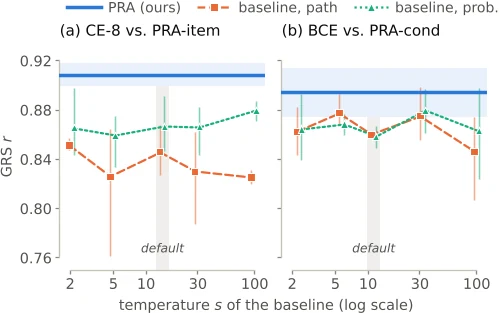 PRA (ours) baseline, path baseline, prob.
(a) CE-8 vs. PRA-item (b) BCE vs. PRA-cond
0.92
0.88
0.84
0.80
0.76
GRS r
default default
2 5 10 30 100 2 5 10 30 100
temperature s of the baseline (log scale)